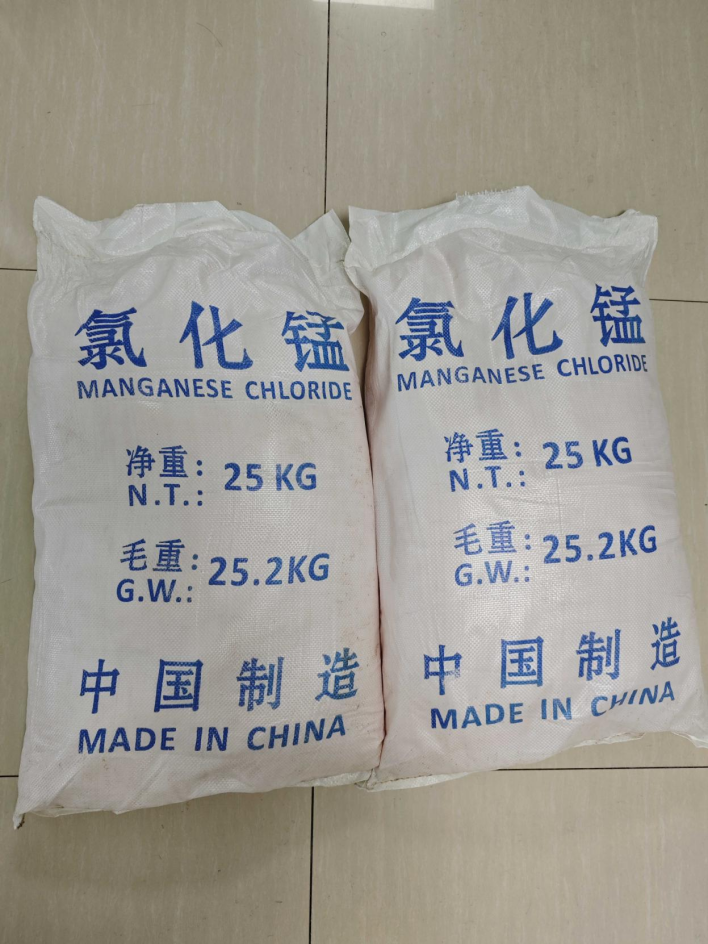 氯化锰
MANGANESE CHLORIDE
净重: 25 KG
N.T.:
毛重: 25.2KG
G.W.:
中国制造
MADE IN CHINA
氯化锰
MANGANESE CHLORIDE
净重: 25 KG
N.T.:
毛重: 25.2KG
G.W.:
中国制造
MADE IN CHINA